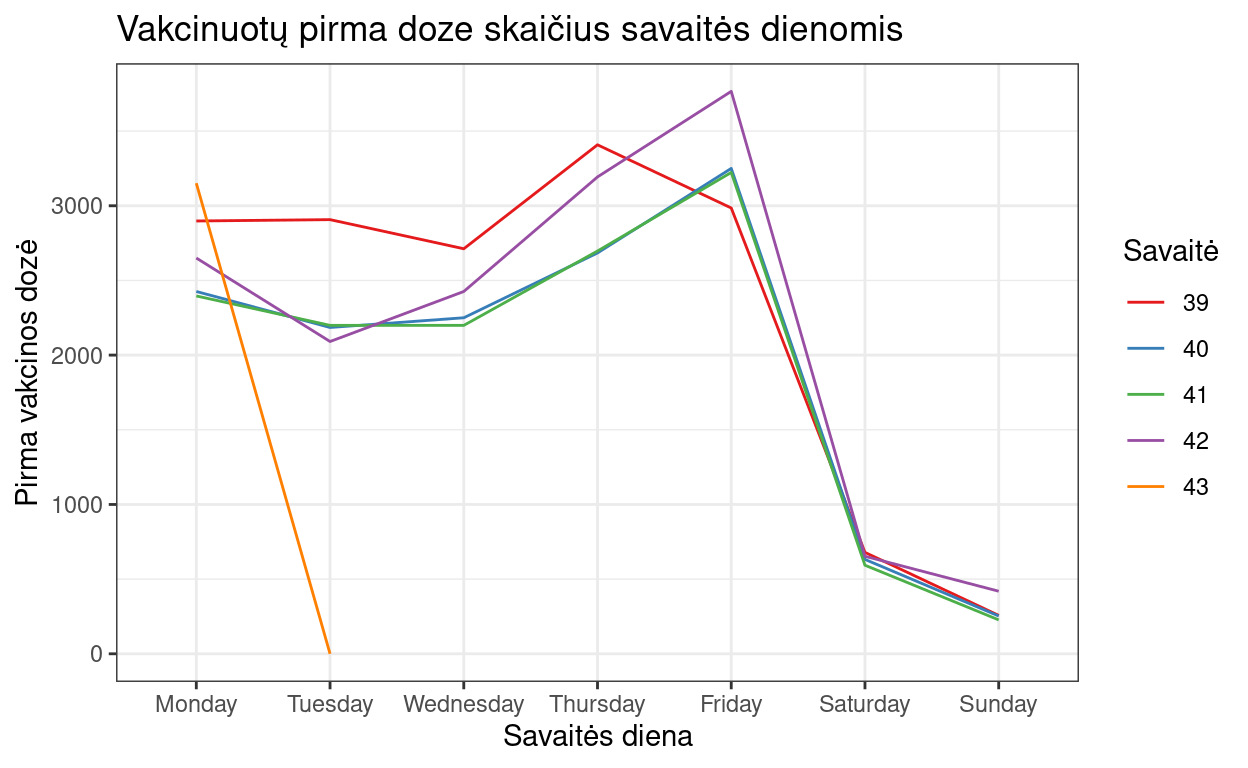 Vakcinuotų pirma doze skaičius savaitės dienomis
Pirma vakcinos dozė
3000
2000
1000
0
Monday Tuesday Wednesday Thursday Friday Saturday Sunday
Savaitės diena
Savaitė
39
40
41
42
43